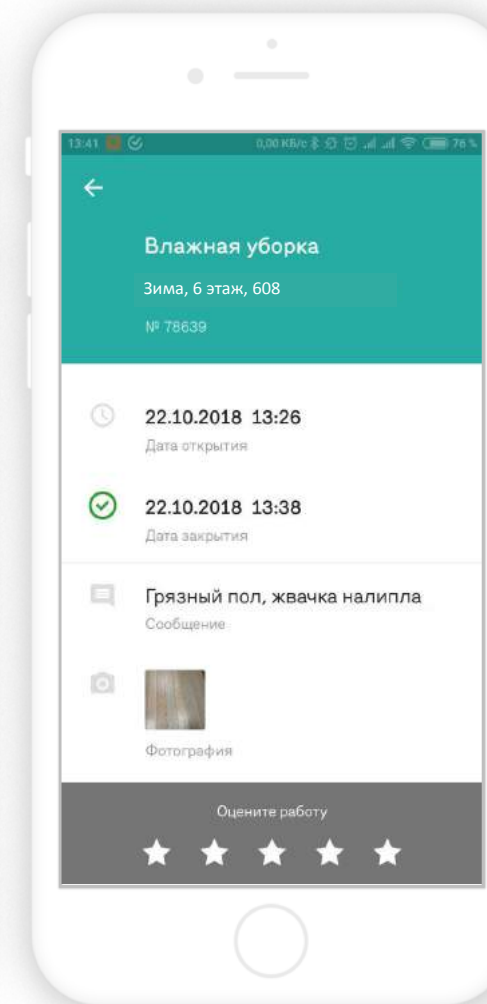 13:41 0,00 КБ/с 76 %
Влажная уборка
Зима, 6 этаж, 608
№ 78639
22.10.2018 13:26
Дата открытия
22.10.2018 13:38
Дата закрытия
Грязный пол, жвачка налипла
Сообщение
Фотография
Оцените работу